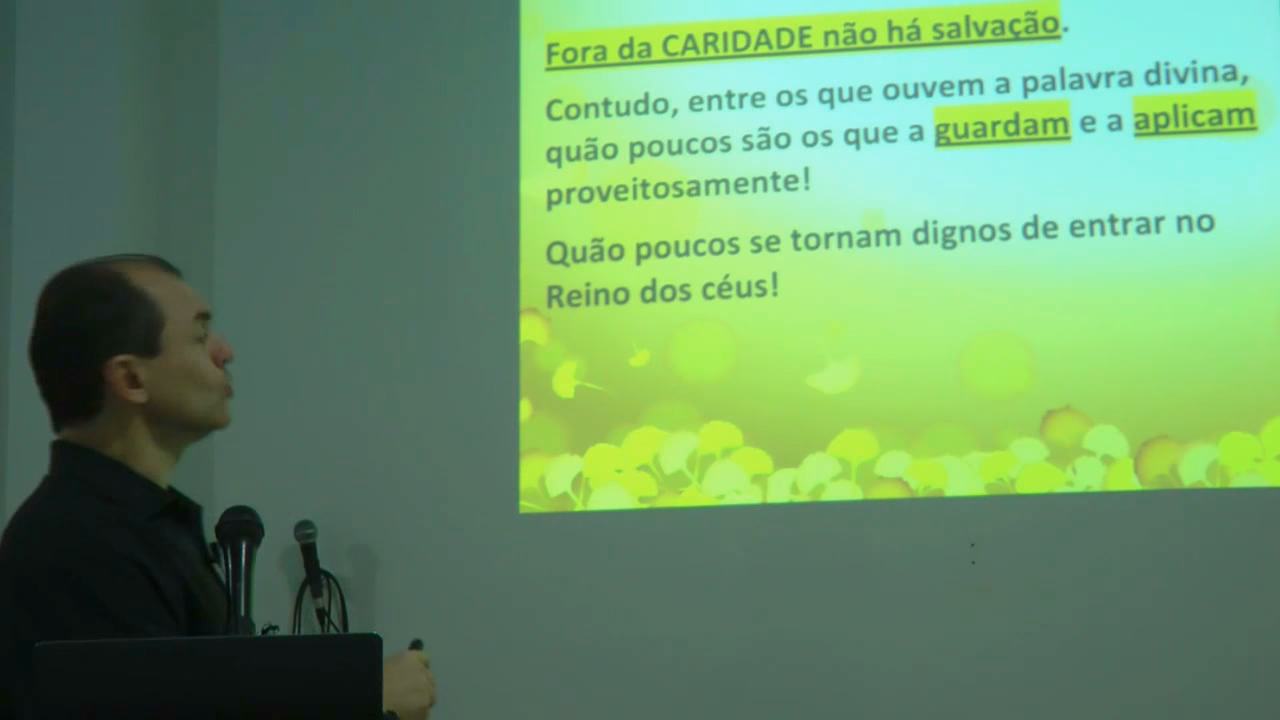 Fora da CARIDADE não há salvação.
Contudo, entre os que ouvem a palavra divina,
quão poucos são os que a guardam e a aplicam
proveitosamente!
Quão poucos se tornam dignos de entrar no
Reino dos céus!